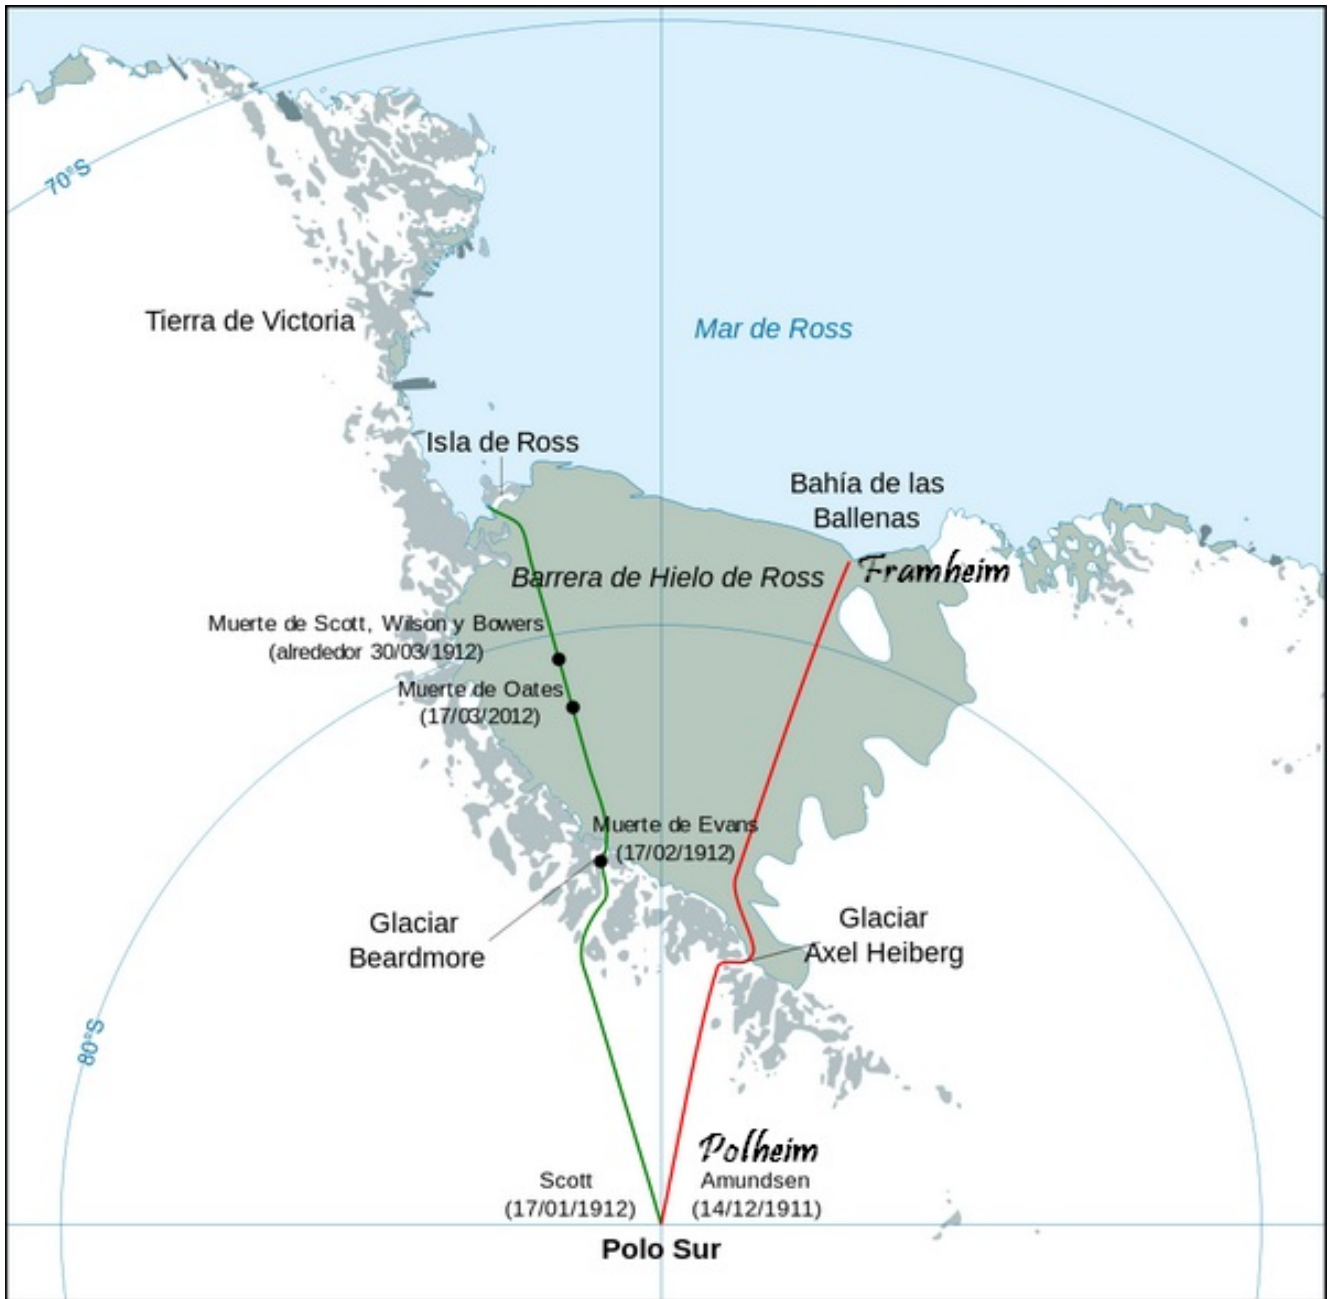 70°S
Tierra de Victoria
Mar de Ross
Isla de Ross
Bahía de las
Ballenas
Framheim
Barrera de Hielo de Ross
Muerte de Scott, Wilson y Bowers
(alrededor 30/03/1912)
Muerte de Oates
(17/03/2012)
Muerte de Evans
(17/02/1912)
Glaciar
Beardmore
Glaciar
Axel Heiberg
80°S
Polheim
Scott
(17/01/1912)
Amundsen
(14/12/1911)
Polo Sur